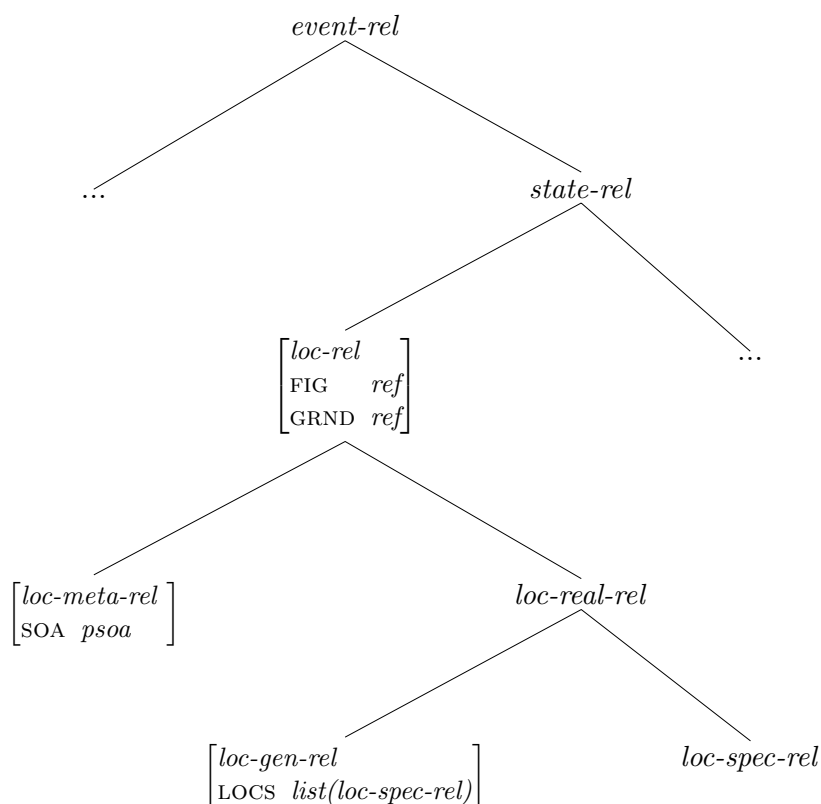 event-rel
...
state-rel
loc-rel
FIG ref
GRND ref
...
loc-meta-rel
SOA psoa
loc-real-rel
loc-gen-rel
LOCS list(loc-spec-rel)
loc-spec-rel